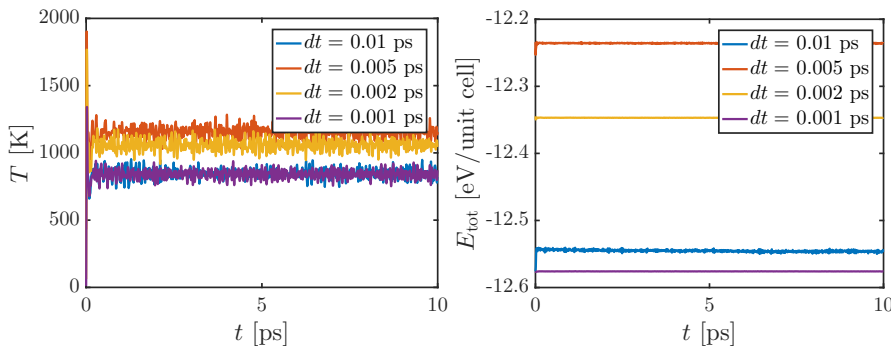 2000
1500
1000
500
0
T [K]
0
5
10
t [ps]
dt = 0.01 ps
dt = 0.005 ps
dt = 0.002 ps
dt = 0.001 ps
-12.2
-12.3
-12.4
-12.5
-12.6
E_tot [eV/unit cell]
0
5
10
t [ps]
dt = 0.01 ps
dt = 0.005 ps
dt = 0.002 ps
dt = 0.001 ps